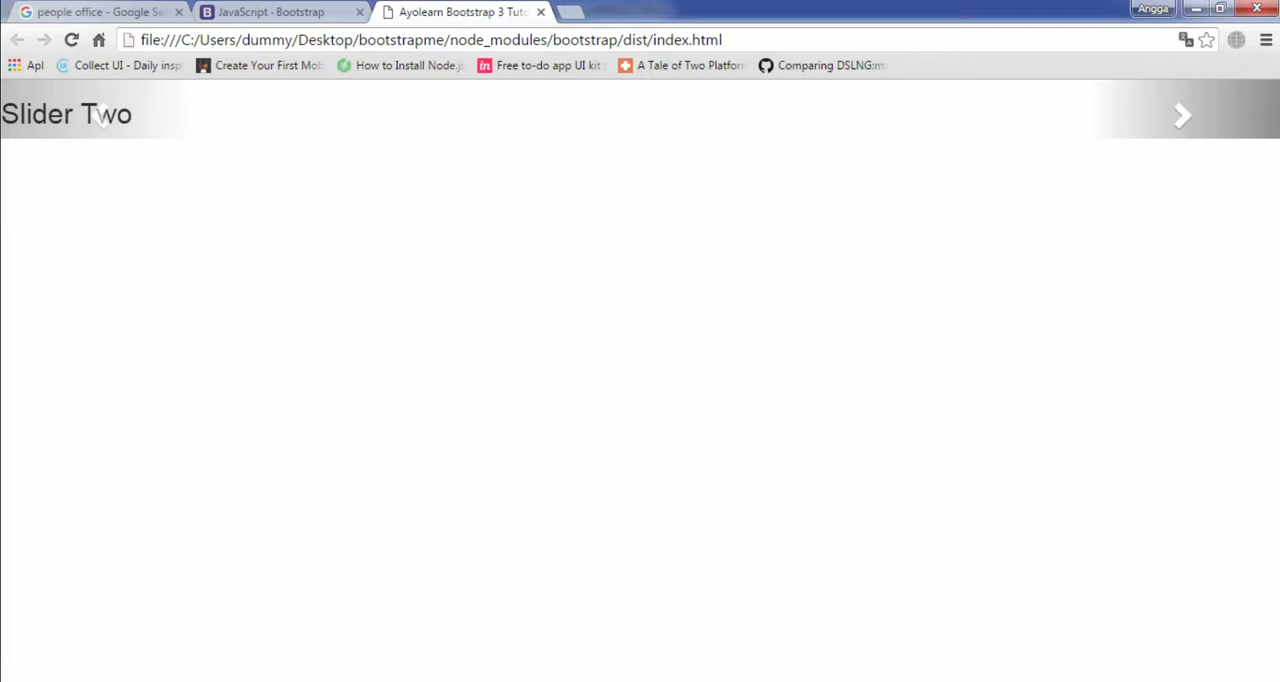 people office - Google Se
JavaScript · Bootstrap
Ayolearn Bootstrap 3 Tuto
Angga
file:///C:/Users/dummy/Desktop/bootstrapme/node_modules/bootstrap/dist/index.html
Apl
Collect UI - Daily insp
Create Your First Mob
How to Install Node.j
Free to-do app UI kit
A Tale of Two Platforn
Comparing DSLNG:m
Slider Two